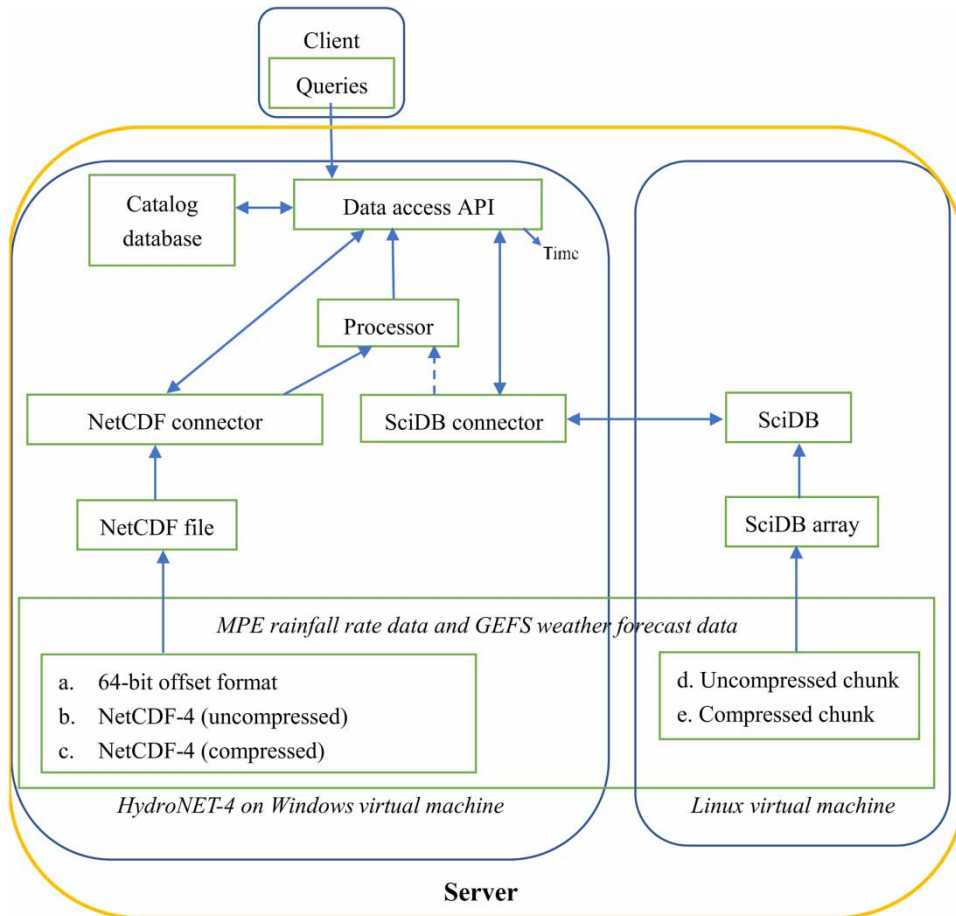 Client
Queries
Catalog
database
Data access API
Timc
Processor
NetCDF connector
SciDB connector
SciDB
NetCDF file
SciDB array
MPE rainfall rate data and GEFS weather forecast data
a. 64-bit offset format
b. NetCDF-4 (uncompressed)
c. NetCDF-4 (compressed)
d. Uncompressed chunk
e. Compressed chunk
HydroNET-4 on Windows virtual machine
Linux virtual machine
Server